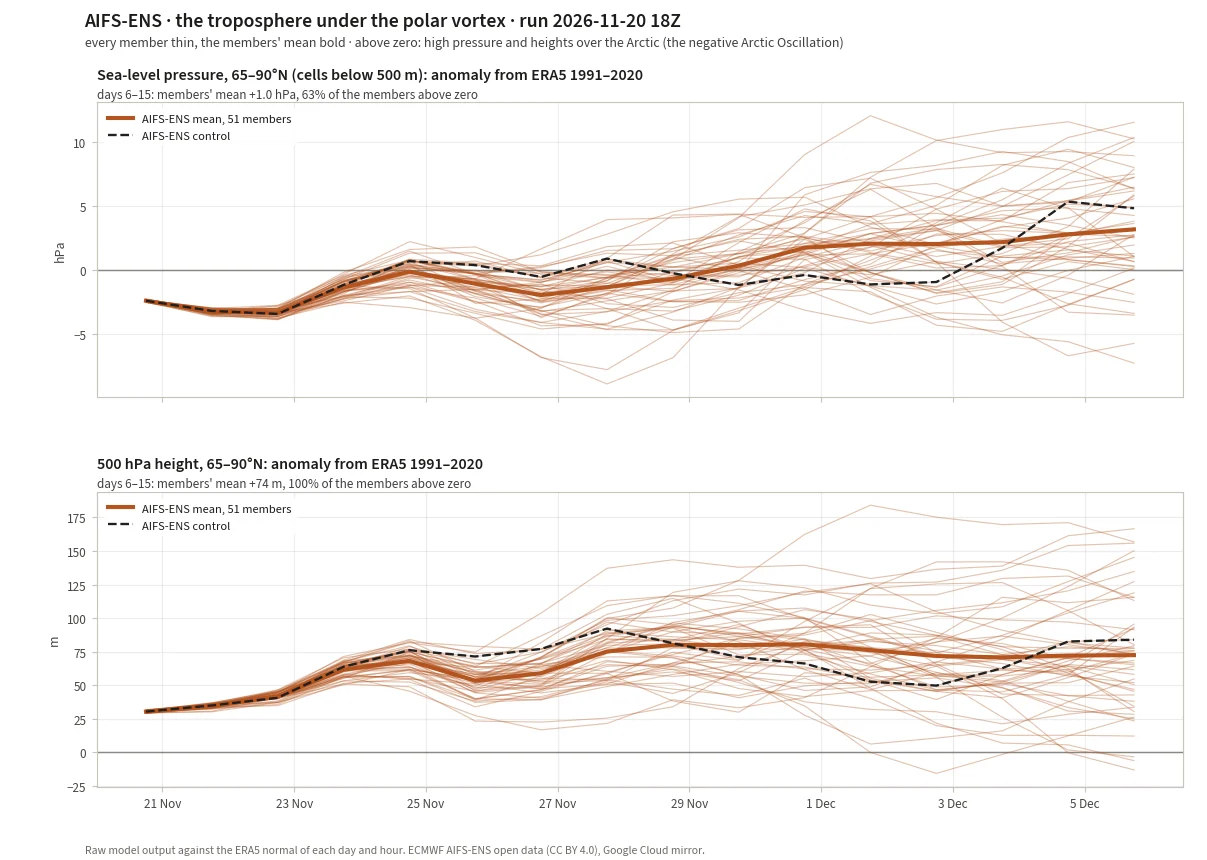 AIFS-ENS · the troposphere under the polar vortex · run 2026-11-20 18Z
every member thin, the members' mean bold · above zero: high pressure and heights over the Arctic (the negative Arctic Oscillation)
Sea-level pressure, 65–90°N (cells below 500 m): anomaly from ERA5 1991–2020
days 6–15: members' mean +1.0 hPa, 63% of the members above zero
AIFS-ENS mean, 51 members
AIFS-ENS control
10
5
0
−5
hPa
500 hPa height, 65–90°N: anomaly from ERA5 1991–2020
days 6–15: members' mean +74 m, 100% of the members above zero
AIFS-ENS mean, 51 members
AIFS-ENS control
175
150
125
100
75
50
25
0
−25
m
21 Nov 23 Nov 25 Nov 27 Nov 29 Nov 1 Dec 3 Dec 5 Dec
Raw model output against the ERA5 normal of each day and hour. ECMWF AIFS-ENS open data (CC BY 4.0), Google Cloud mirror.